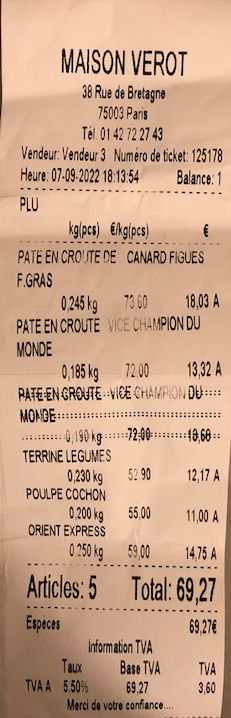 MAISON VEROT
38 Rue de Bretagne
75003 Paris
Tél 01 42 72 27 43
Vendeur: Vendeur 3 Numéro de ticket: 125178
Heure: 07-09-2022 18:13:54 Balance: 1
PLU
kg(pcs) €/kg(pcs) €
PATE EN CROUTE DE CANARD FIGUES
F.GRAS
0,245 kg 73,60 18,03 A
PATE EN CROUTE VICE CHAMPION DU
MONDE
0,185 kg 72,00 13,32 A
PATE EN CROUTE VICE CHAMPION DU
MONDE
0,190 kg 72,00 13,68
TERRINE LEGUMES
0,230 kg 52,90 12,17 A
POULPE COCHON
0,200 kg 55,00 11,00 A
ORIENT EXPRESS
0,250 kg 59,00 14,75 A
Articles: 5 Total: 69,27
Espèces 69,27€
Information TVA
Taux Base TVA TVA
TVA A 5.50% 69,27 3,60
Merci de votre confiance....